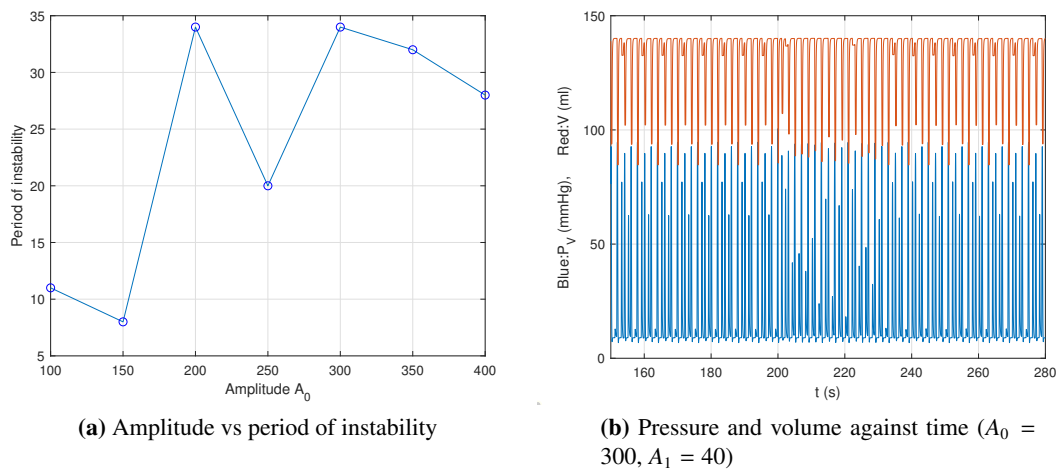 35
30
25
20
15
10
5
Period of instability
100 150 200 250 300 350 400
Amplitude A0
(a) Amplitude vs period of instability
150
100
50
0
Blue:PV (mmHg), Red:V (ml)
160 180 200 220 240 260 280
t (s)
(b) Pressure and volume against time (A0 =
300, A1 = 40)